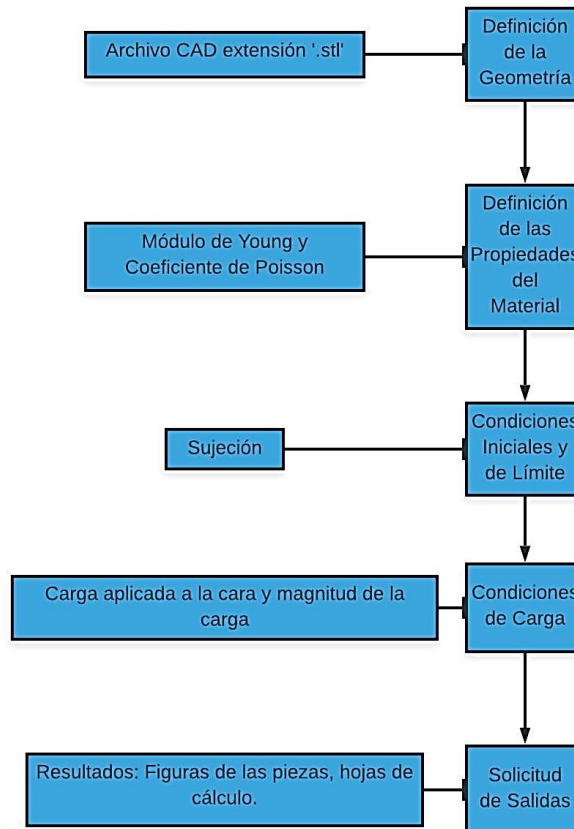 Archivo CAD extensión '.stl'
Definición
de la
Geometría
Módulo de Young y
Coeficiente de Poisson
Definición
de las
Propiedades
del
Material
Sujeción
Condiciones
Iniciales y
de Límite
Carga aplicada a la cara y magnitud de la
carga
Condiciones
de Carga
Resultados: Figuras de las piezas, hojas de
cálculo.
Solicitud
de Salidas